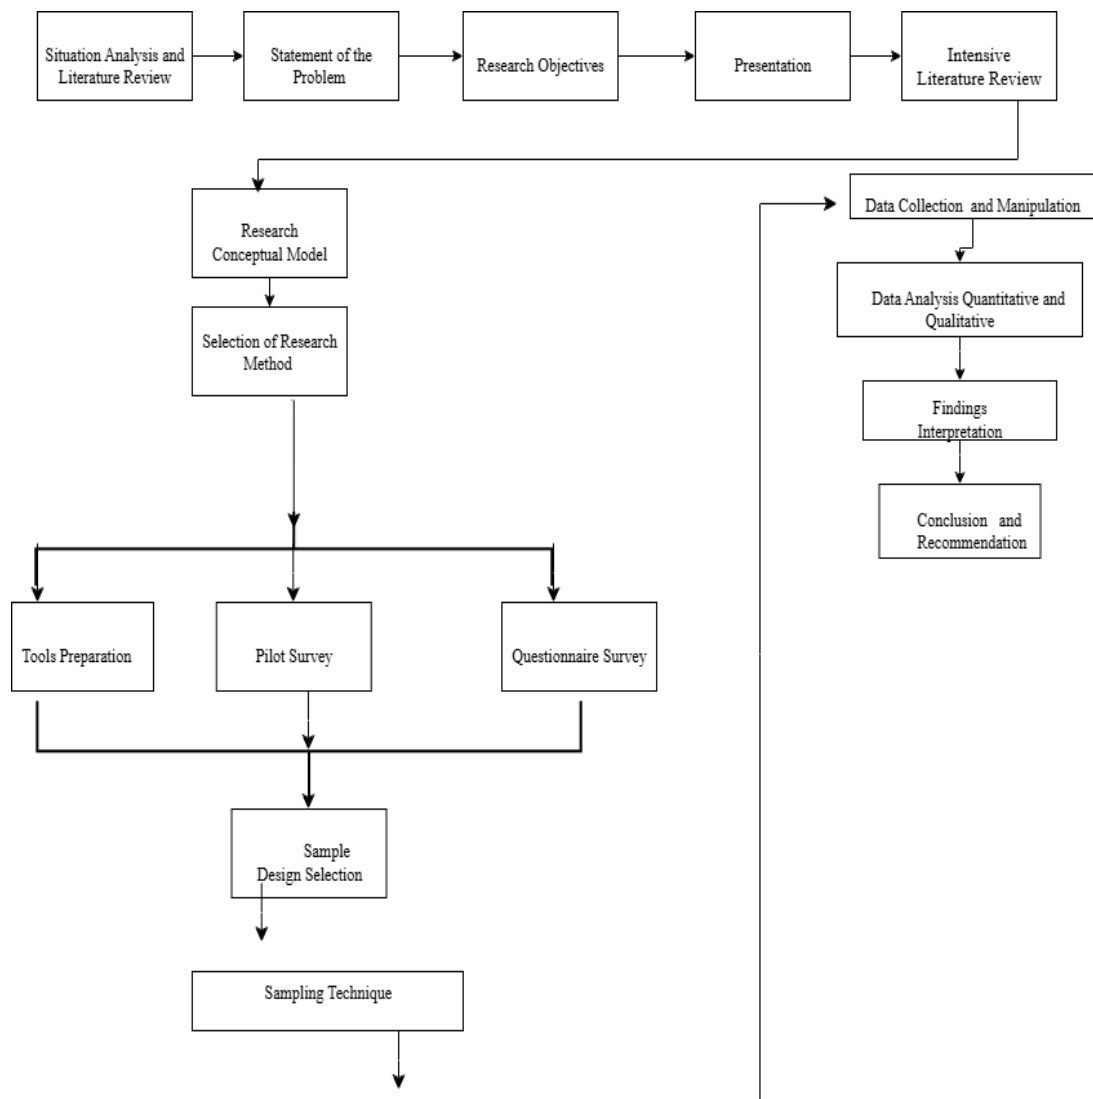 Situation Analysis and
Literature Review
Statement of the
Problem
Research Objectives
Presentation
Intensive
Literature Review
Research
Conceptual Model
Selection of Research
Method
Tools Preparation
Pilot Survey
Questionnaire Survey
Sample
Design Selection
Sampling Technique
Data Collection and Manipulation
Data Analysis Quantitative and
Qualitative
Findings
Interpretation
Conclusion and
Recommendation